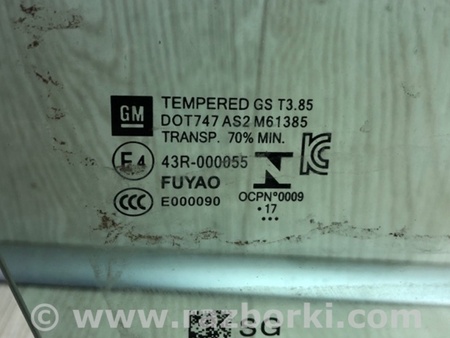 GM
TEMPERED GS T3.85
DOT747 AS2 M61385
TRANSP. 70% MIN.
E4 43R-000055
FUYAO
CCC E000090
OCPN°0009
•17
•••
SG
www.razborki.com